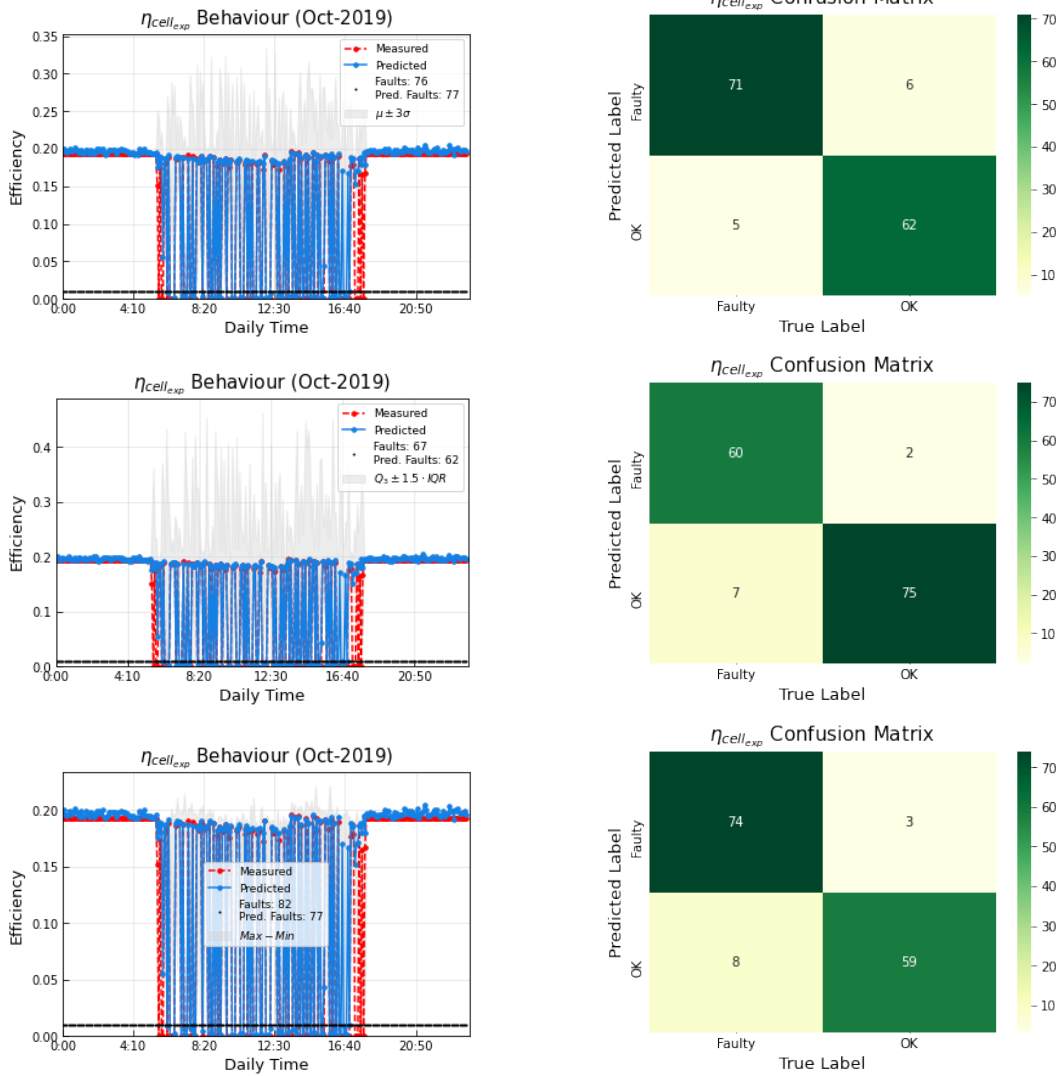 η_cell_exp Behaviour (Oct-2019)
0.35
0.30
0.25
0.20
0.15
0.10
0.05
0.00
Efficiency
Measured
Predicted
Faults: 76
Pred. Faults: 77
μ ± 3σ
0:00 4:10 8:20 12:30 16:40 20:50
Daily Time
η_cell_exp Confusion Matrix
Predicted Label
Faulty
OK
71 6
5 62
Faulty OK
True Label
70
60
50
40
30
20
10
η_cell_exp Behaviour (Oct-2019)
0.4
0.3
0.2
0.1
0.0
Efficiency
Measured
Predicted
Faults: 67
Pred. Faults: 62
Q₃ ± 1.5 · IQR
0:00 4:10 8:20 12:30 16:40 20:50
Daily Time
η_cell_exp Confusion Matrix
Predicted Label
Faulty
OK
60 2
7 75
Faulty OK
True Label
70
60
50
40
30
20
10
η_cell_exp Behaviour (Oct-2019)
0.20
0.15
0.10
0.05
0.00
Efficiency
Measured
Predicted
Faults: 82
Pred. Faults: 77
Max − Min
0:00 4:10 8:20 12:30 16:40 20:50
Daily Time
η_cell_exp Confusion Matrix
Predicted Label
Faulty
OK
74 3
8 59
Faulty OK
True Label
70
60
50
40
30
20
10